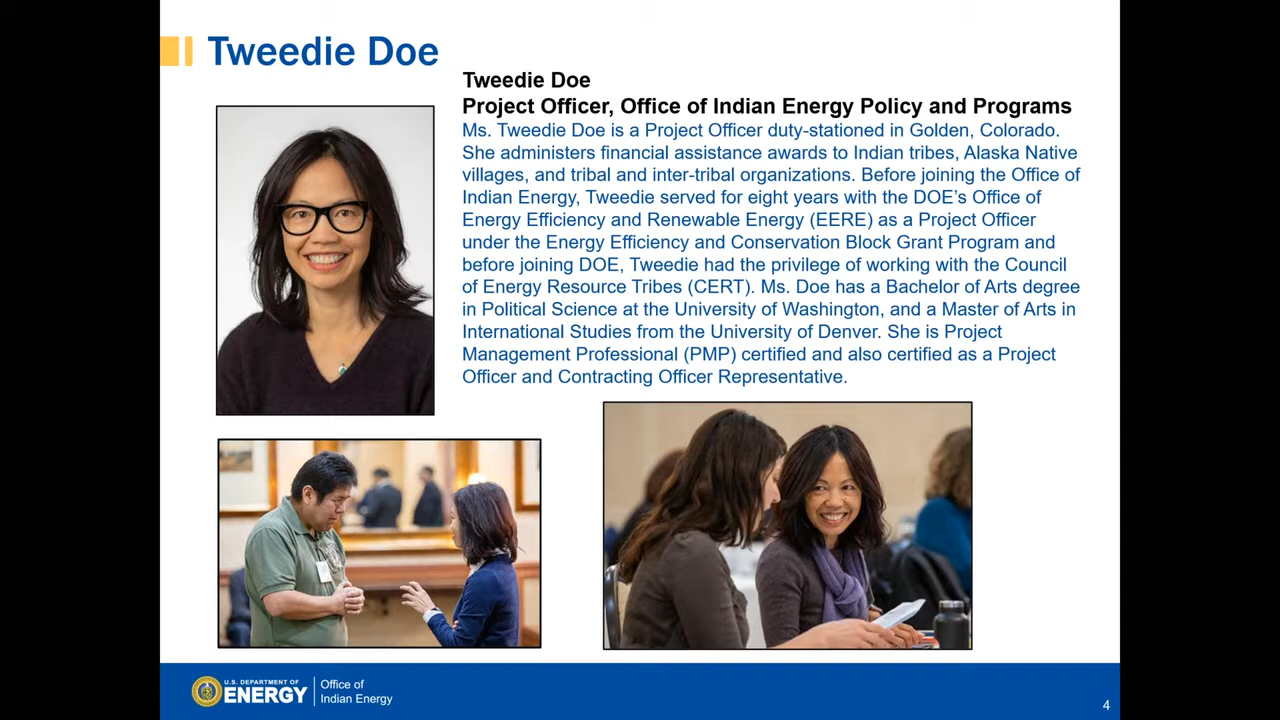 Tweedie Doe
Tweedie Doe
Project Officer, Office of Indian Energy Policy and Programs
Ms. Tweedie Doe is a Project Officer duty-stationed in Golden, Colorado.
She administers financial assistance awards to Indian tribes, Alaska Native
villages, and tribal and inter-tribal organizations. Before joining the Office of
Indian Energy, Tweedie served for eight years with the DOE’s Office of
Energy Efficiency and Renewable Energy (EERE) as a Project Officer
under the Energy Efficiency and Conservation Block Grant Program and
before joining DOE, Tweedie had the privilege of working with the Council
of Energy Resource Tribes (CERT). Ms. Doe has a Bachelor of Arts degree
in Political Science at the University of Washington, and a Master of Arts in
International Studies from the University of Denver. She is Project
Management Professional (PMP) certified and also certified as a Project
Officer and Contracting Officer Representative.
U.S. DEPARTMENT OF
ENERGY
Office of
Indian Energy
4